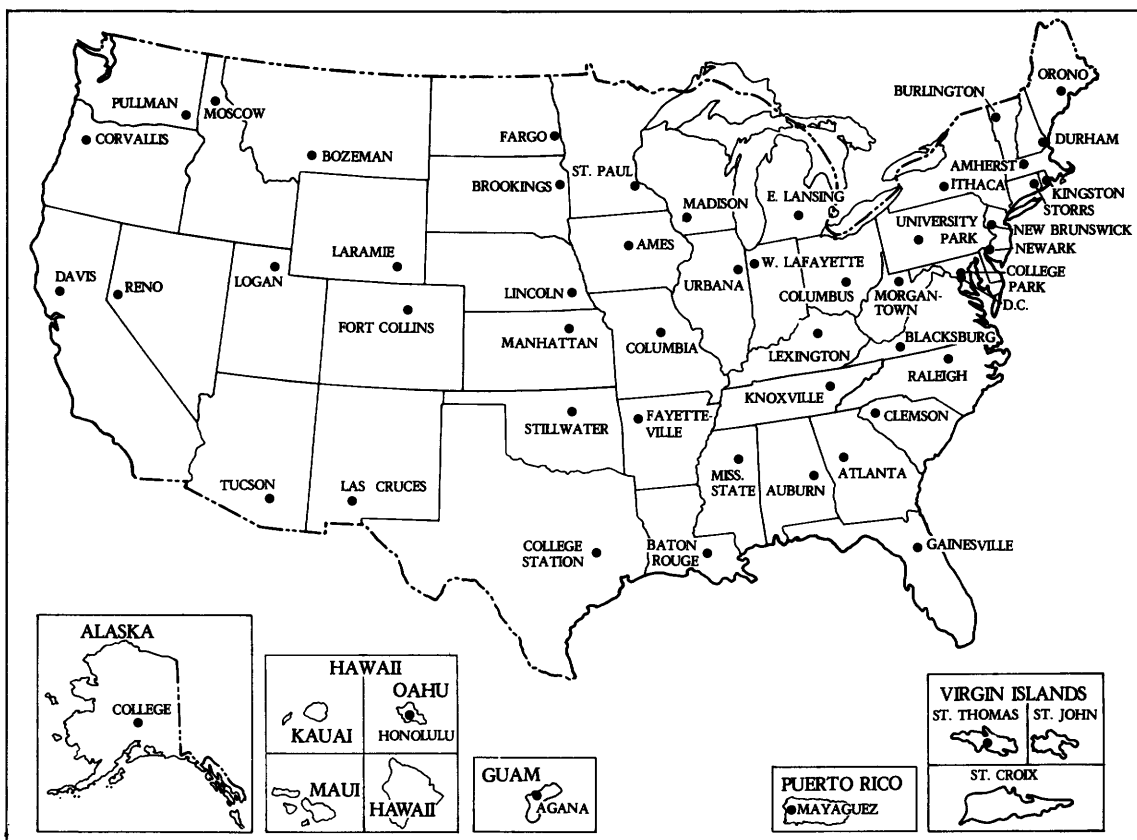 ORONO
BURLINGTON
PULLMAN
MOSCOW
CORVALLIS
FARGO
DURHAM
BOZEMAN
ST. PAUL
AMHERST
BROOKINGS
ITHACA
KINGSTON
STORRS
MADISON
E. LANSING
UNIVERSITY
PARK
NEW BRUNSWICK
NEWARK
AMES
LARAMIE
W. LAFAYETTE
COLLEGE
PARK
D.C.
DAVIS
RENO
LOGAN
LINCOLN
URBANA
COLUMBUS
MORGAN-
TOWN
FORT COLLINS
MANHATTAN
COLUMBIA
LEXINGTON
BLACKSBURG
RALEIGH
KNOXVILLE
STILLWATER
FAYETTE-
VILLE
CLEMSON
TUCSON
LAS CRUCES
MISS.
STATE
AUBURN
ATLANTA
COLLEGE
STATION
BATON
ROUGE
GAINESVILLE
ALASKA
COLLEGE
HAWAII
KAUAI
OAHU
HONOLULU
MAUI
HAWAII
GUAM
AGANA
PUERTO RICO
MAYAGUEZ
VIRGIN ISLANDS
ST. THOMAS
ST. JOHN
ST. CROIX